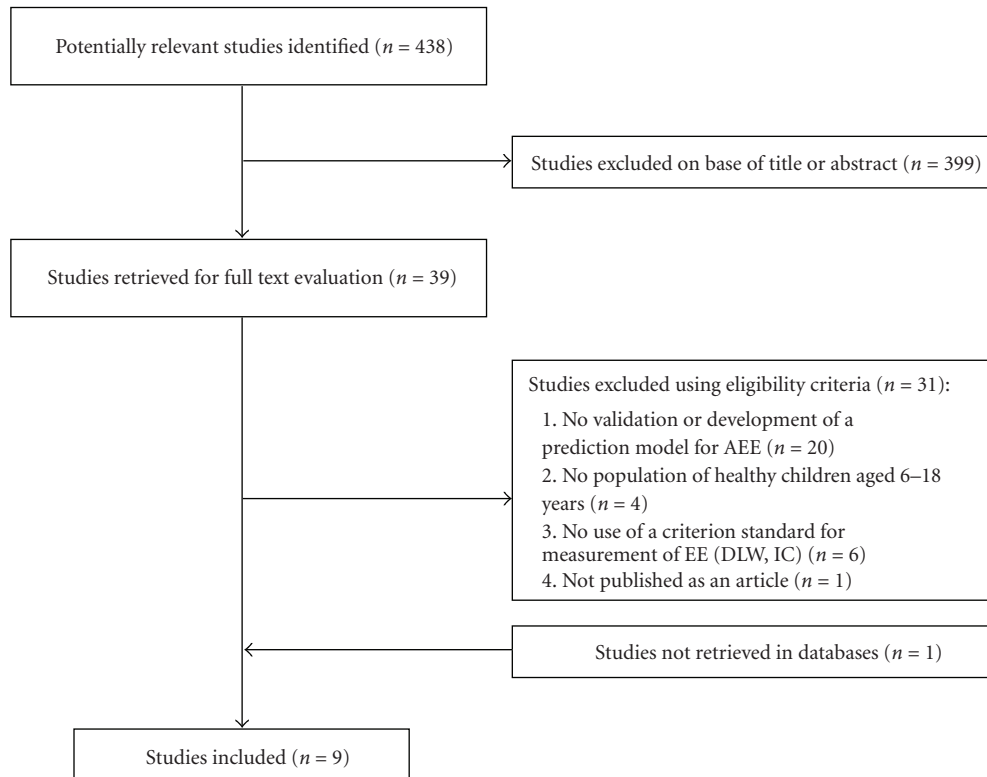 Potentially relevant studies identified (n = 438)
Studies excluded on base of title or abstract (n = 399)
Studies retrieved for full text evaluation (n = 39)
Studies excluded using eligibility criteria (n = 31):
1. No validation or development of a
prediction model for AEE (n = 20)
2. No population of healthy children aged 6–18
years (n = 4)
3. No use of a criterion standard for
measurement of EE (DLW, IC) (n = 6)
4. Not published as an article (n = 1)
Studies not retrieved in databases (n = 1)
Studies included (n = 9)